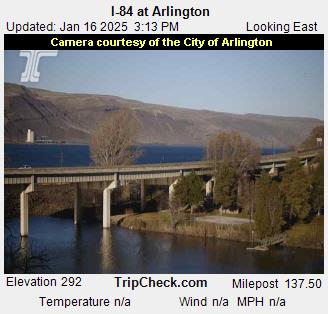 I-84 at Arlington
Updated: Jan 16 2025 3:13 PM Looking East
Camera courtesy of the City of Arlington
Elevation 292 TripCheck.com Milepost 137.50
Temperature n/a Wind n/a MPH n/a